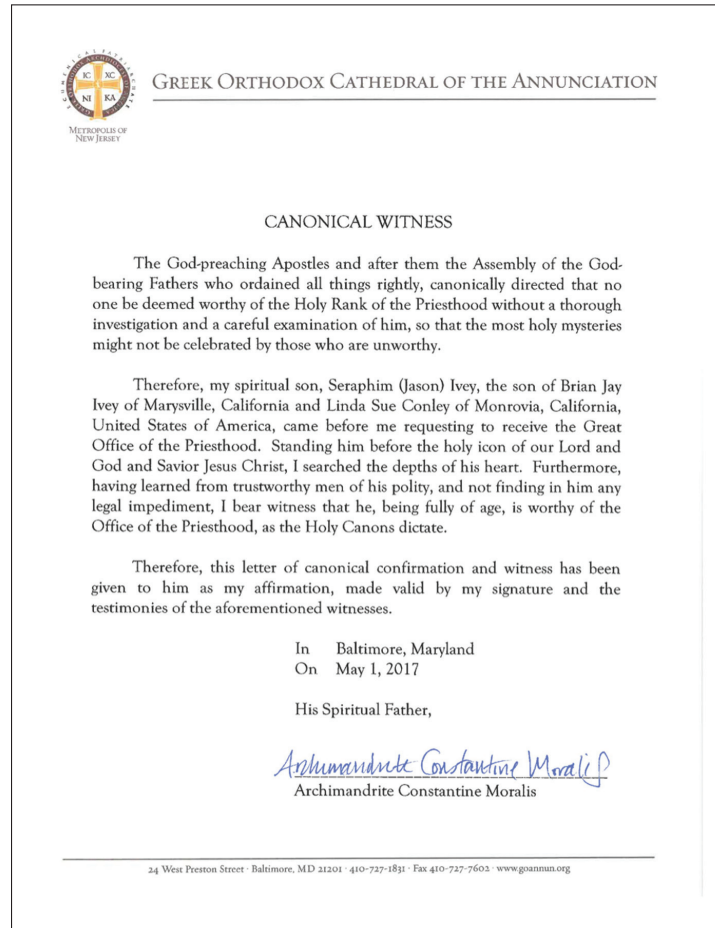 IC XC
NI KA
METROPOLIS OF
NEW JERSEY
GREEK ORTHODOX CATHEDRAL OF THE ANNUNCIATION
CANONICAL WITNESS
The God-preaching Apostles and after them the Assembly of the God-
bearing Fathers who ordained all things rightly, canonically directed that no
one be deemed worthy of the Holy Rank of the Priesthood without a thorough
investigation and a careful examination of him, so that the most holy mysteries
might not be celebrated by those who are unworthy.
Therefore, my spiritual son, Seraphim (Jason) Ivey, the son of Brian Jay
Ivey of Marysville, California and Linda Sue Conley of Monrovia, California,
United States of America, came before me requesting to receive the Great
Office of the Priesthood. Standing him before the holy icon of our Lord and
God and Savior Jesus Christ, I searched the depths of his heart. Furthermore,
having learned from trustworthy men of his polity, and not finding in him any
legal impediment, I bear witness that he, being fully of age, is worthy of the
Office of the Priesthood, as the Holy Canons dictate.
Therefore, this letter of canonical confirmation and witness has been
given to him as my affirmation, made valid by my signature and the
testimonies of the aforementioned witnesses.
In Baltimore, Maryland
On May 1, 2017
His Spiritual Father,
Archimandrite Constantine Moralis
Archimandrite Constantine Moralis
24 West Preston Street · Baltimore, MD 21201 · 410-727-1831 · Fax 410-727-7602 · www.goannun.org